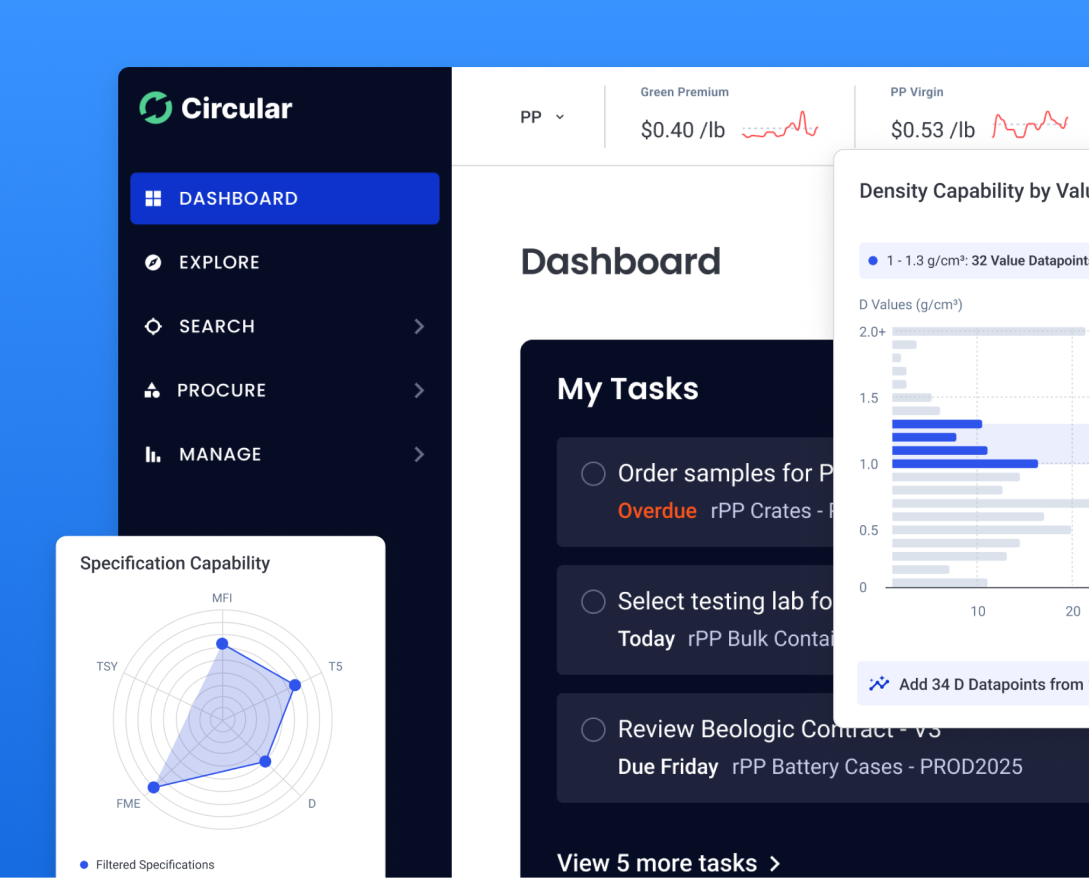 Circular
DASHBOARD
EXPLORE
SEARCH
PROCURE
MANAGE
PP
Green Premium
$0.40 /lb
PP Virgin
$0.53 /lb
Dashboard
My Tasks
Order samples for
Overdue rPP Crates -
Select testing lab
Today rPP Bulk
Review Beologic Contract - V3
Due Friday rPP Battery Cases - PROD2025
View 5 more tasks
Density Capability by
1 - 1.3 g/cm³: 32 Value Datapoints
D Values (g/cm³)
2.0+
1.5
1.0
0.5
0
10 20
Add 34 D Datapoints from
Specification Capability
MFI
TSY T5
FME D
Filtered Specifications